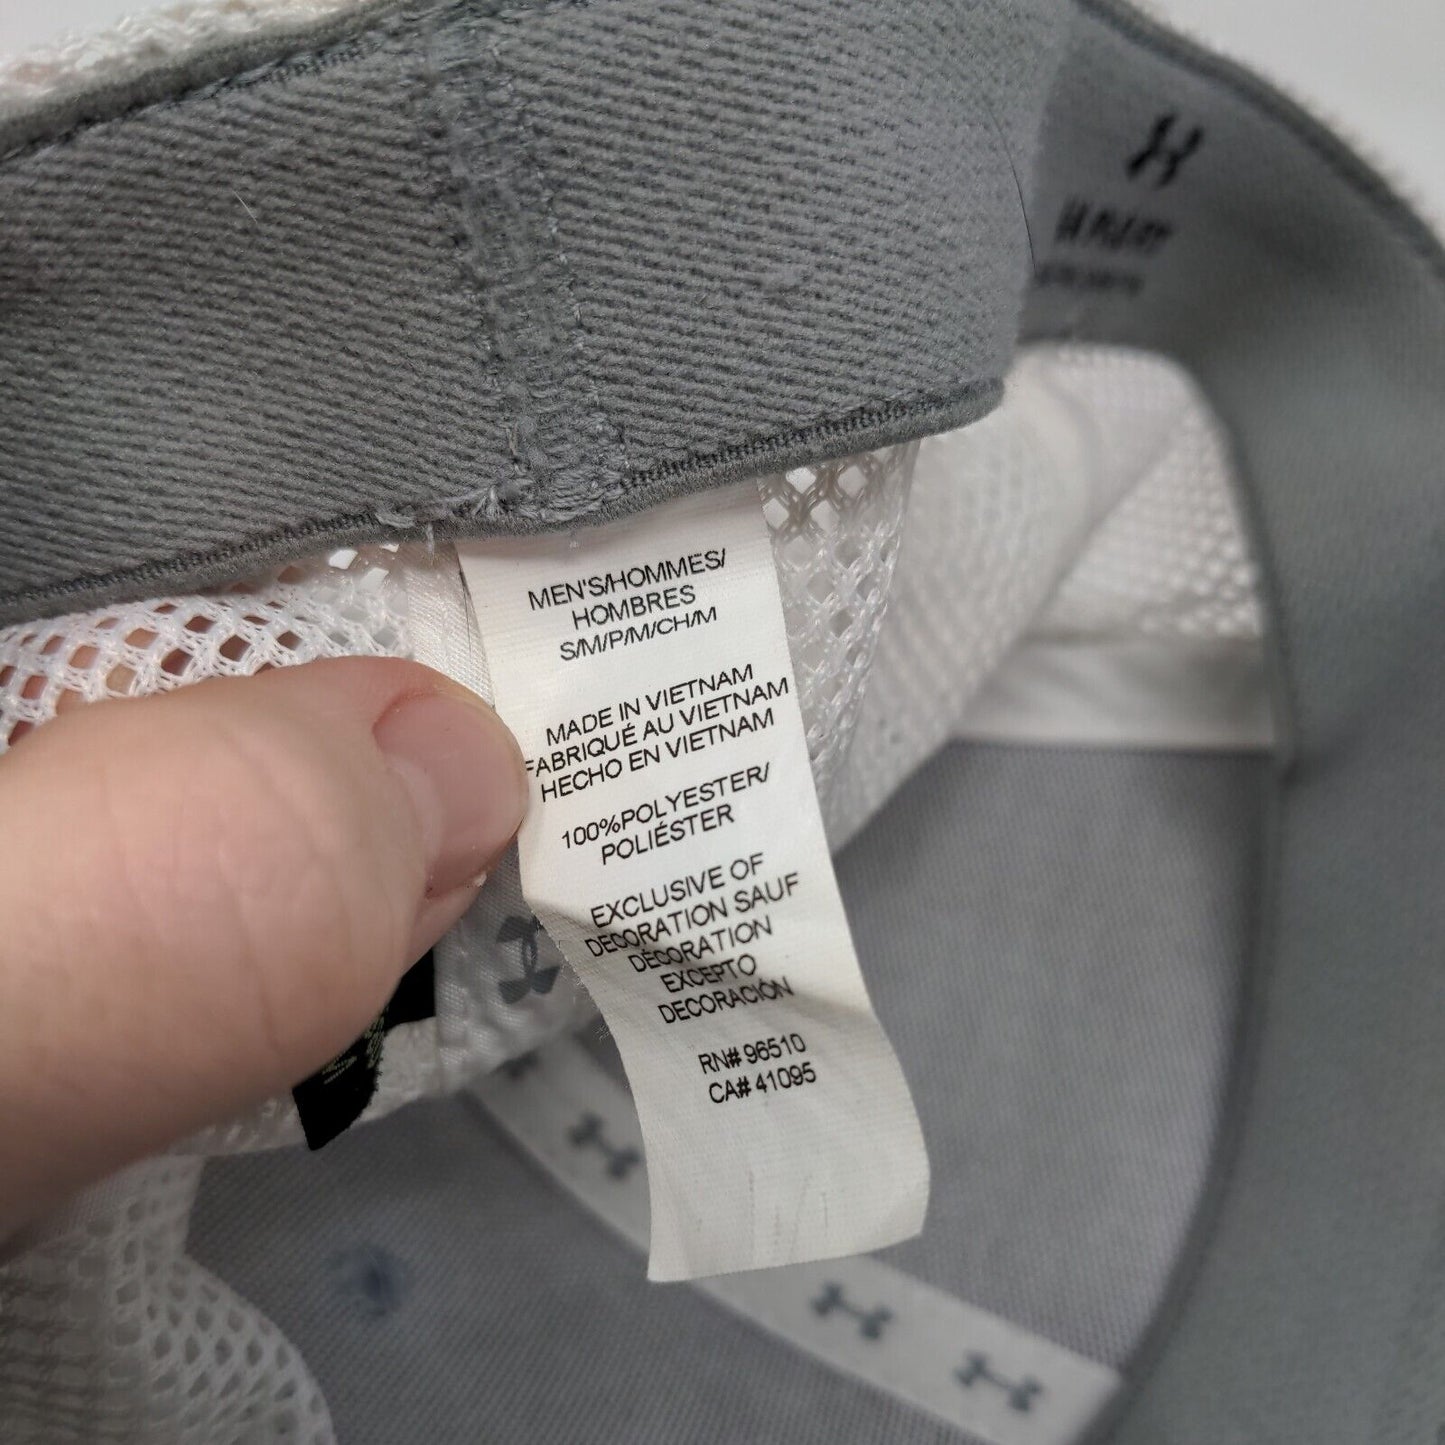 MEN'S/HOMMES/
HOMBRES
S/M/P/M/CH/M
MADE IN VIETNAM
FABRIQUÉ AU VIETNAM
HECHO EN VIETNAM
100%POLYESTER/
POLIÉSTER
EXCLUSIVE OF
DECORATION SAUF
DÉCORATION
EXCEPTO
DECORACIÓN
RN# 96510
CA# 41095